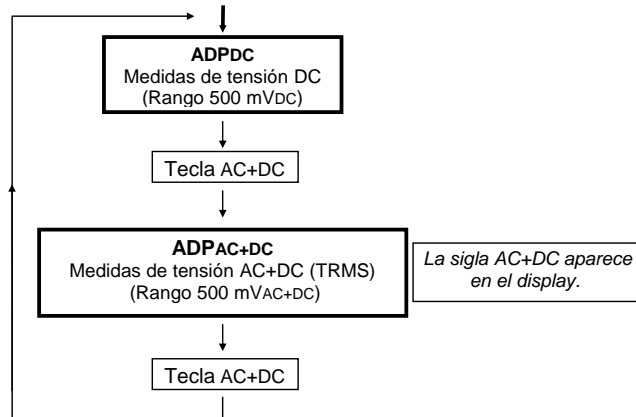 ADPDC
Medidas de tensión DC
(Rango 500 mVDC)
Tecla AC+DC
ADPAC+DC
Medidas de tensión AC+DC (TRMS)
(Rango 500 mVAC+DC)
La sigla AC+DC aparece
en el display.
Tecla AC+DC